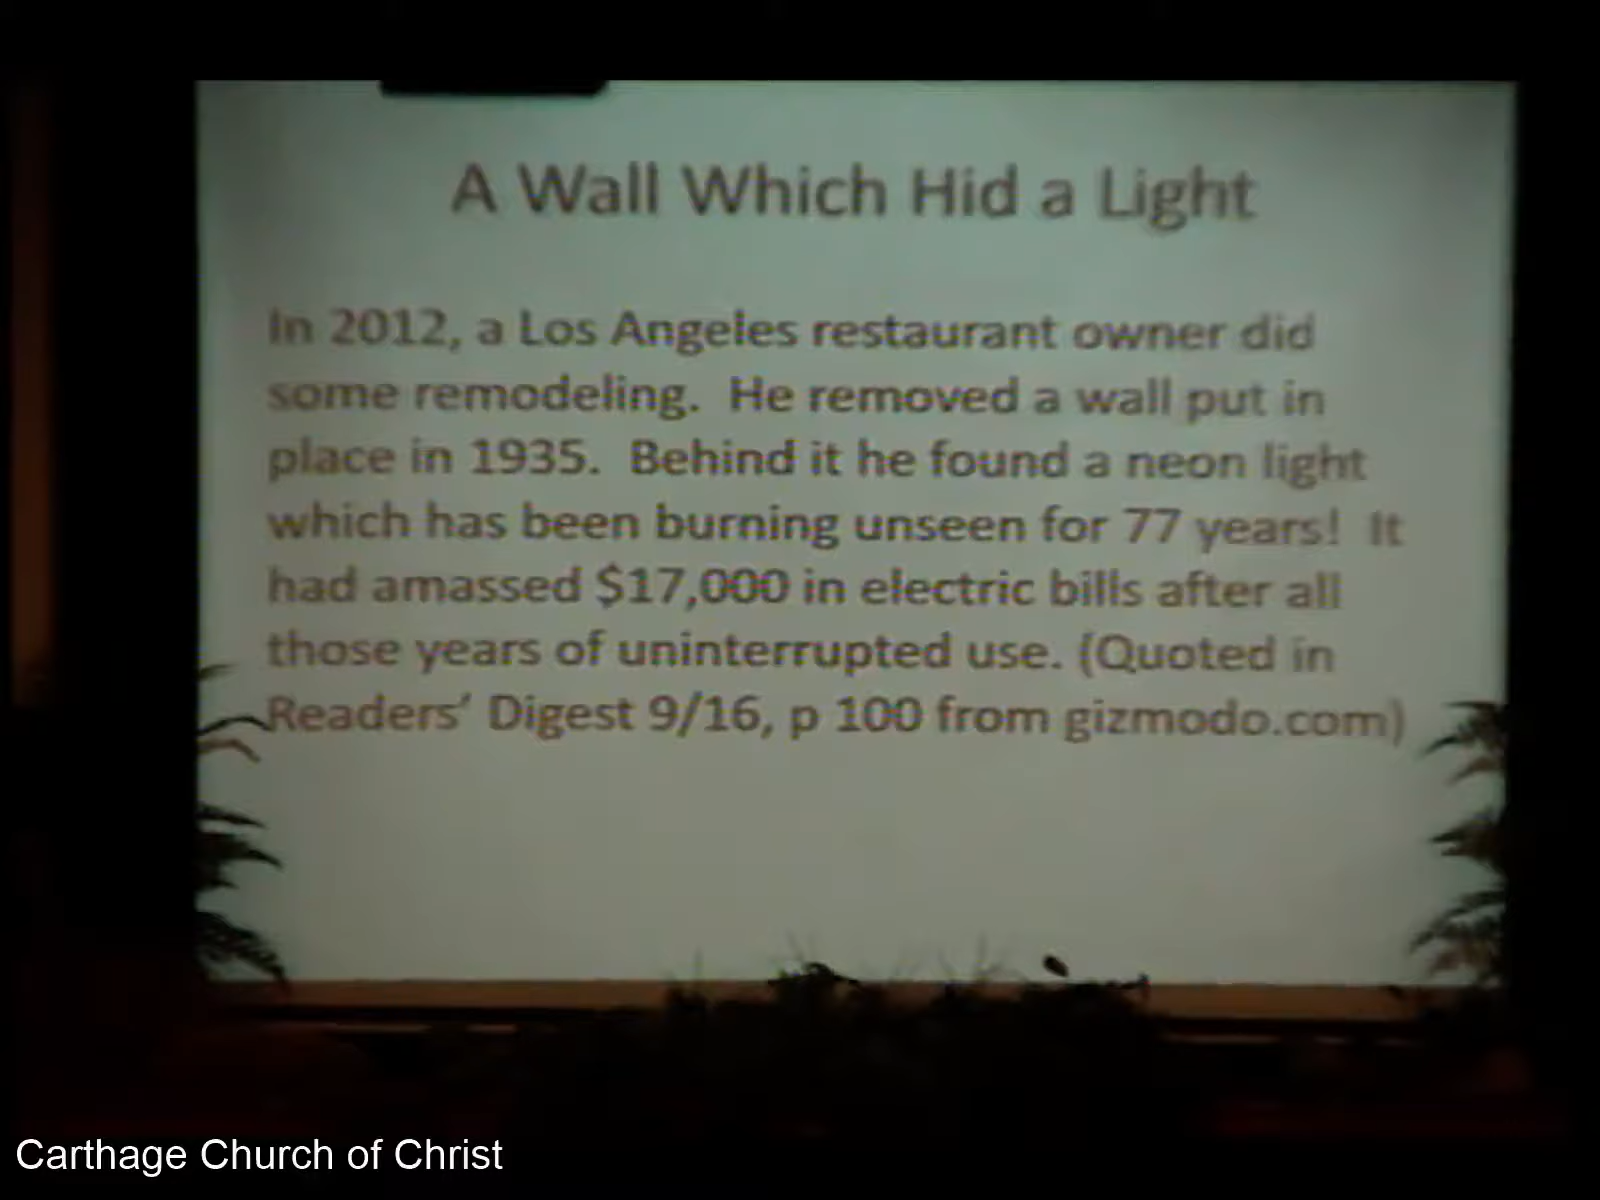 A Wall Which Hid a Light
In 2012, a Los Angeles restaurant owner did
some remodeling.  He removed a wall put in
place in 1935.  Behind it he found a neon light
which has been burning unseen for 77 years!  It
had amassed $17,000 in electric bills after all
those years of uninterrupted use. (Quoted in
Readers’ Digest 9/16, p 100 from gizmodo.com)
Carthage Church of Christ